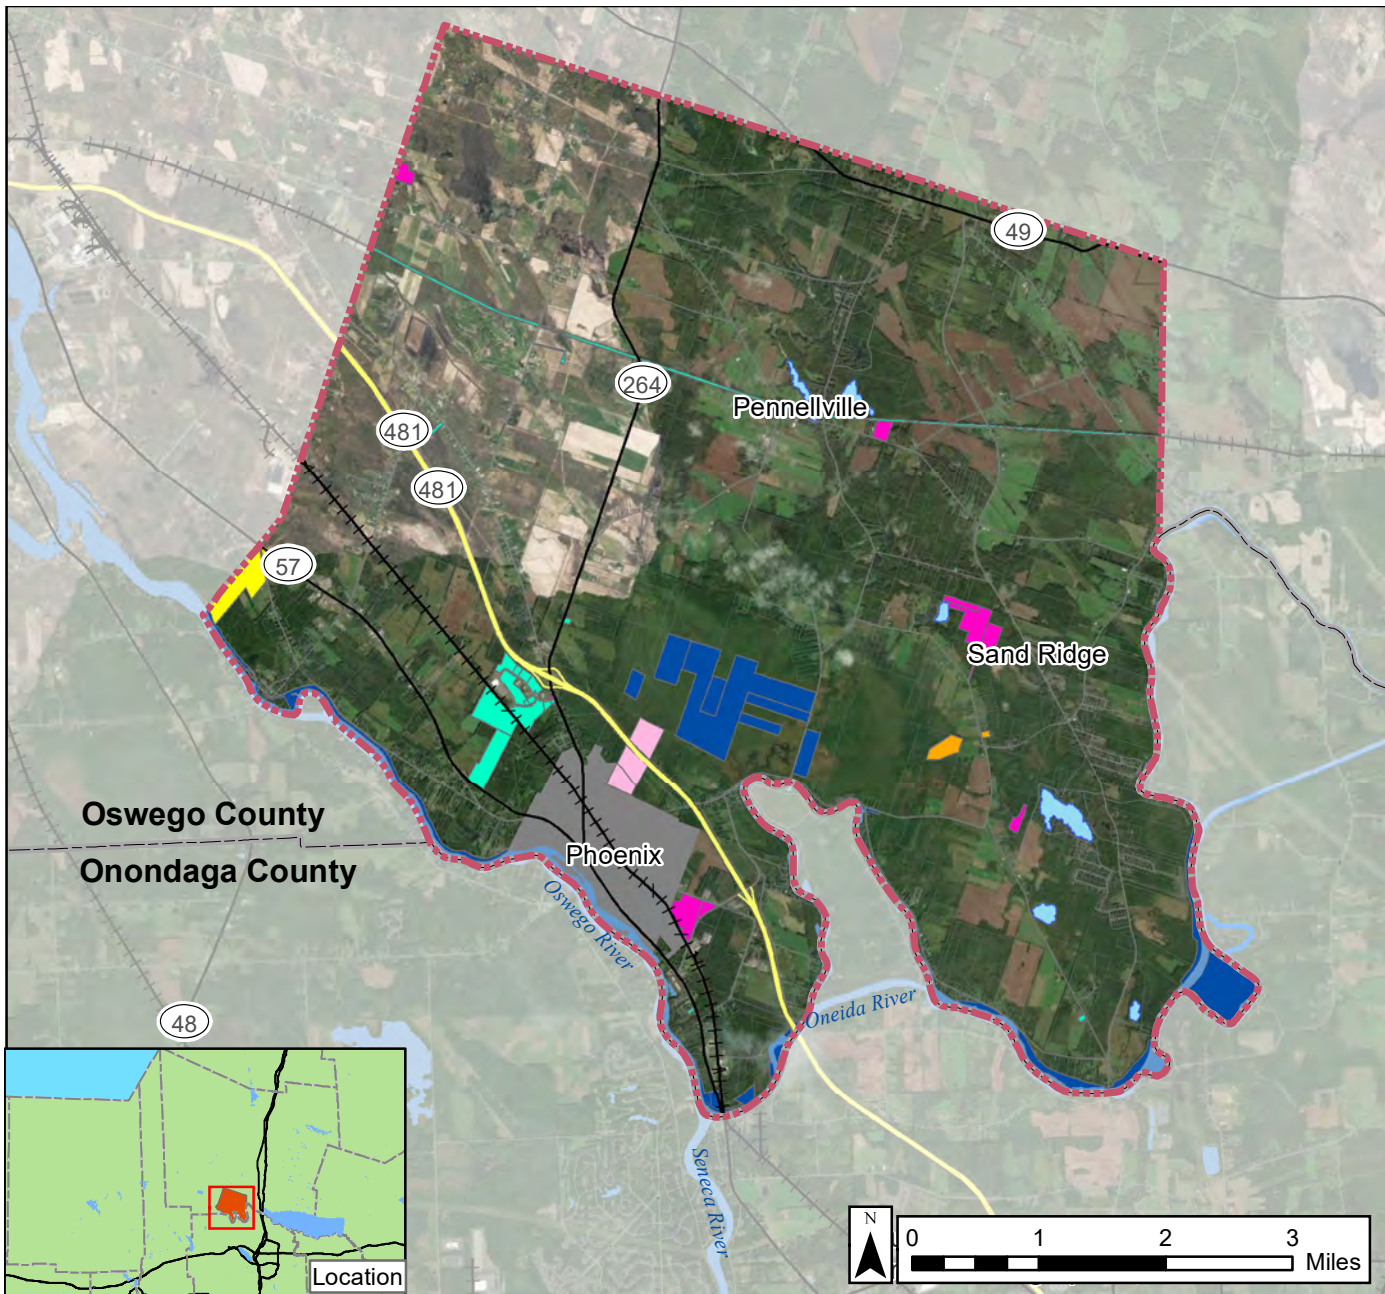 49
264
Pennellville
481
481
57
Sand Ridge
Oswego County
Onondaga County
Phoenix
Oswego River
Oneida River
48
Seneca River
Location
N
0 1 2 3
Miles